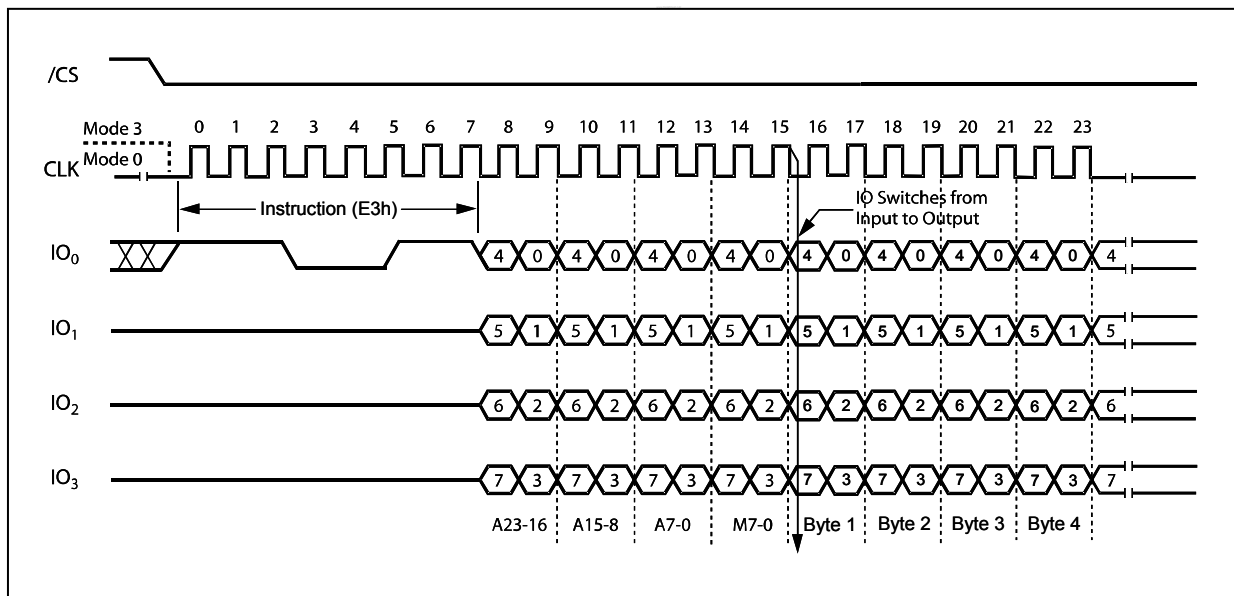 /CS
Mode 3
0 1 2 3 4 5 6 7 8 9 10 11 12 13 14 15 16 17 18 19 20 21 22 23
Mode 0
CLK
Instruction (E3h)
IO Switches from
Input to Output
IO0 4 0 4 0 4 0 4 0 4 0 4 0 4 0 4 0 4
IO1 5 1 5 1 5 1 5 1 5 1 5 1 5 1 5 1 5
IO2 6 2 6 2 6 2 6 2 6 2 6 2 6 2 6 2 6
IO3 7 3 7 3 7 3 7 3 7 3 7 3 7 3 7 3 7
A23-16 A15-8 A7-0 M7-0 Byte 1 Byte 2 Byte 3 Byte 4